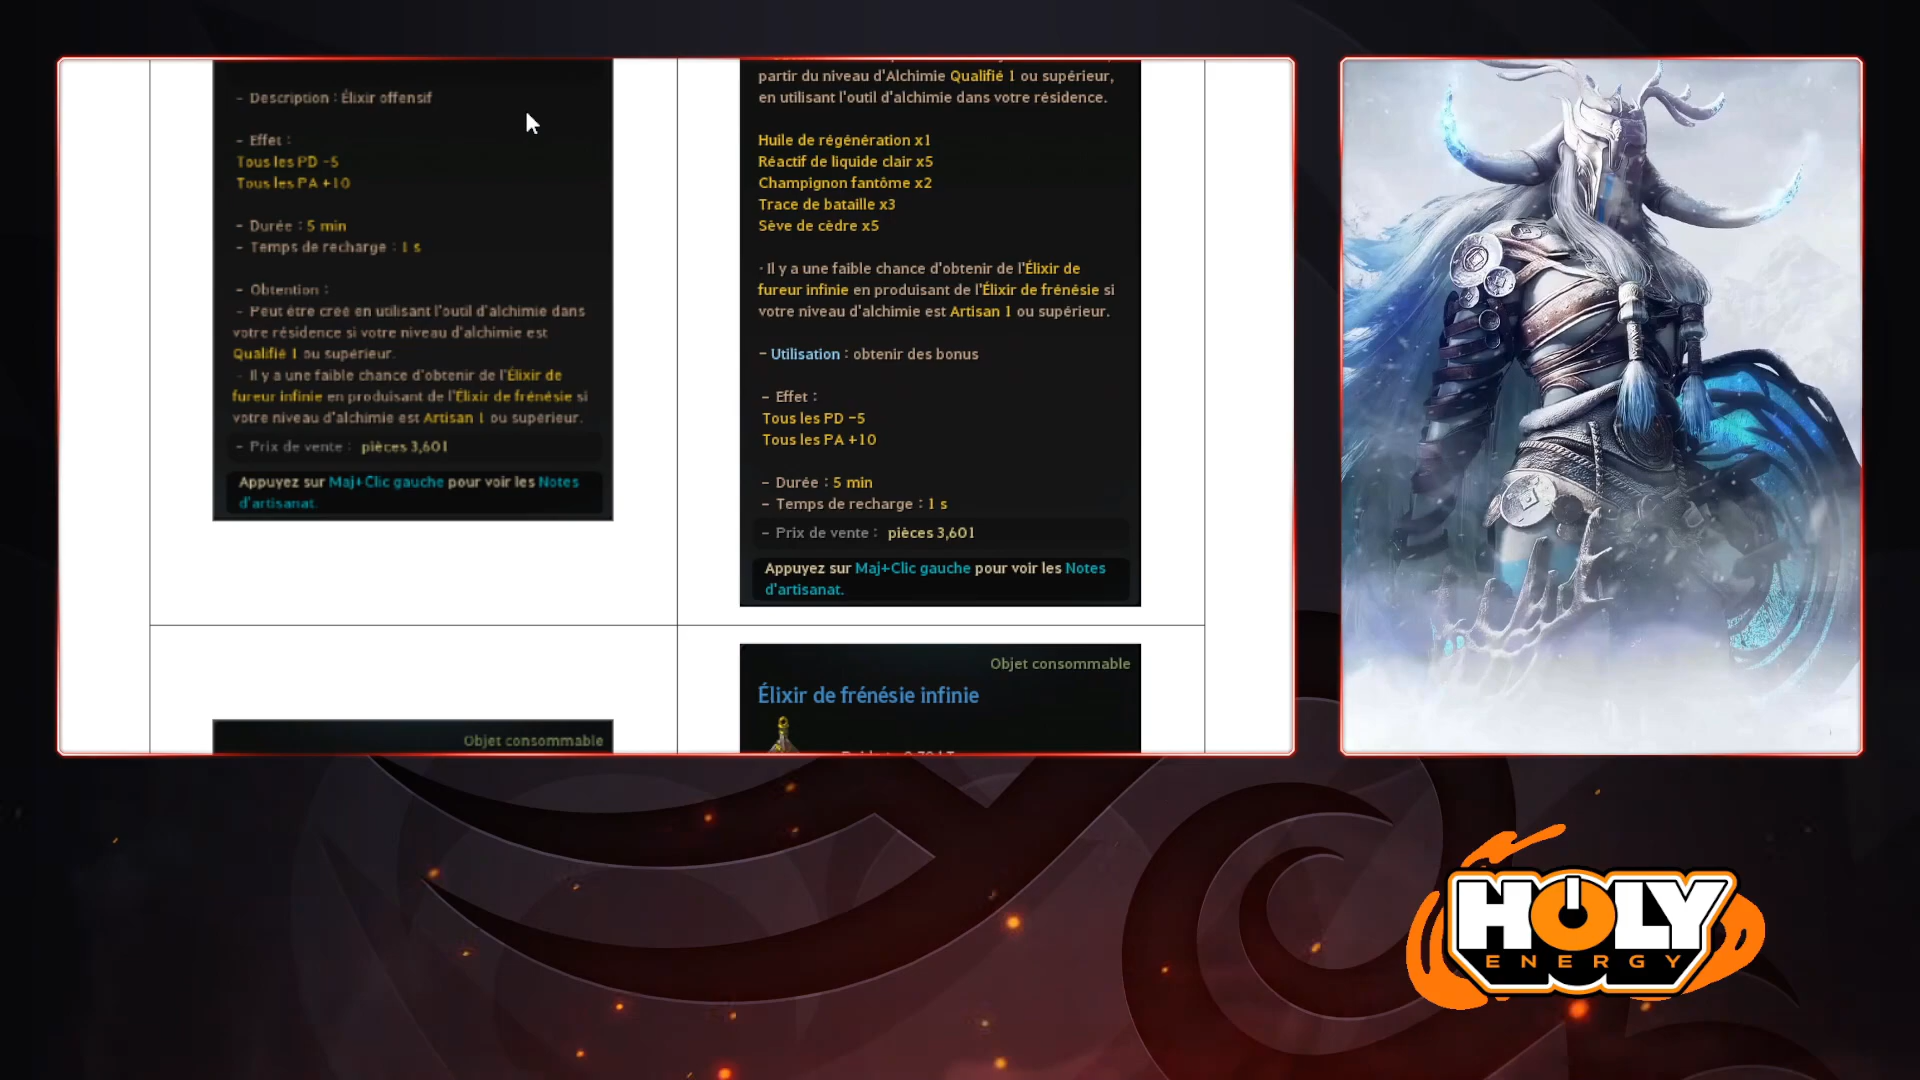 - Description : Élixir offensif
- Effet :
Tous les PD -5
Tous les PA +10
- Durée : 5 min
- Temps de recharge : 1 s
- Obtention :
- Peut être créé en utilisant l'outil d'alchimie dans
votre résidence si votre niveau d'alchimie est
Qualifié 1 ou supérieur.
- Il y a une faible chance d'obtenir de l'Élixir de
fureur infinie en produisant de l'Élixir de frénésie si
votre niveau d'alchimie est Artisan 1 ou supérieur.
- Prix de vente : pièces 3,601
Appuyez sur Maj+Clic gauche pour voir les Notes
d'artisanat.
Objet consommable
partir du niveau d'Alchimie Qualifié 1 ou supérieur,
en utilisant l'outil d'alchimie dans votre résidence.
Huile de régénération x1
Réactif de liquide clair x5
Champignon fantôme x2
Trace de bataille x3
Sève de cèdre x5
· Il y a une faible chance d'obtenir de l'Élixir de
fureur infinie en produisant de l'Élixir de frénésie si
votre niveau d'alchimie est Artisan 1 ou supérieur.
- Utilisation : obtenir des bonus
- Effet :
Tous les PD -5
Tous les PA +10
- Durée : 5 min
- Temps de recharge : 1 s
- Prix de vente : pièces 3,601
Appuyez sur Maj+Clic gauche pour voir les Notes
d'artisanat.
Objet consommable
Élixir de frénésie infinie
HOLY
ENERGY